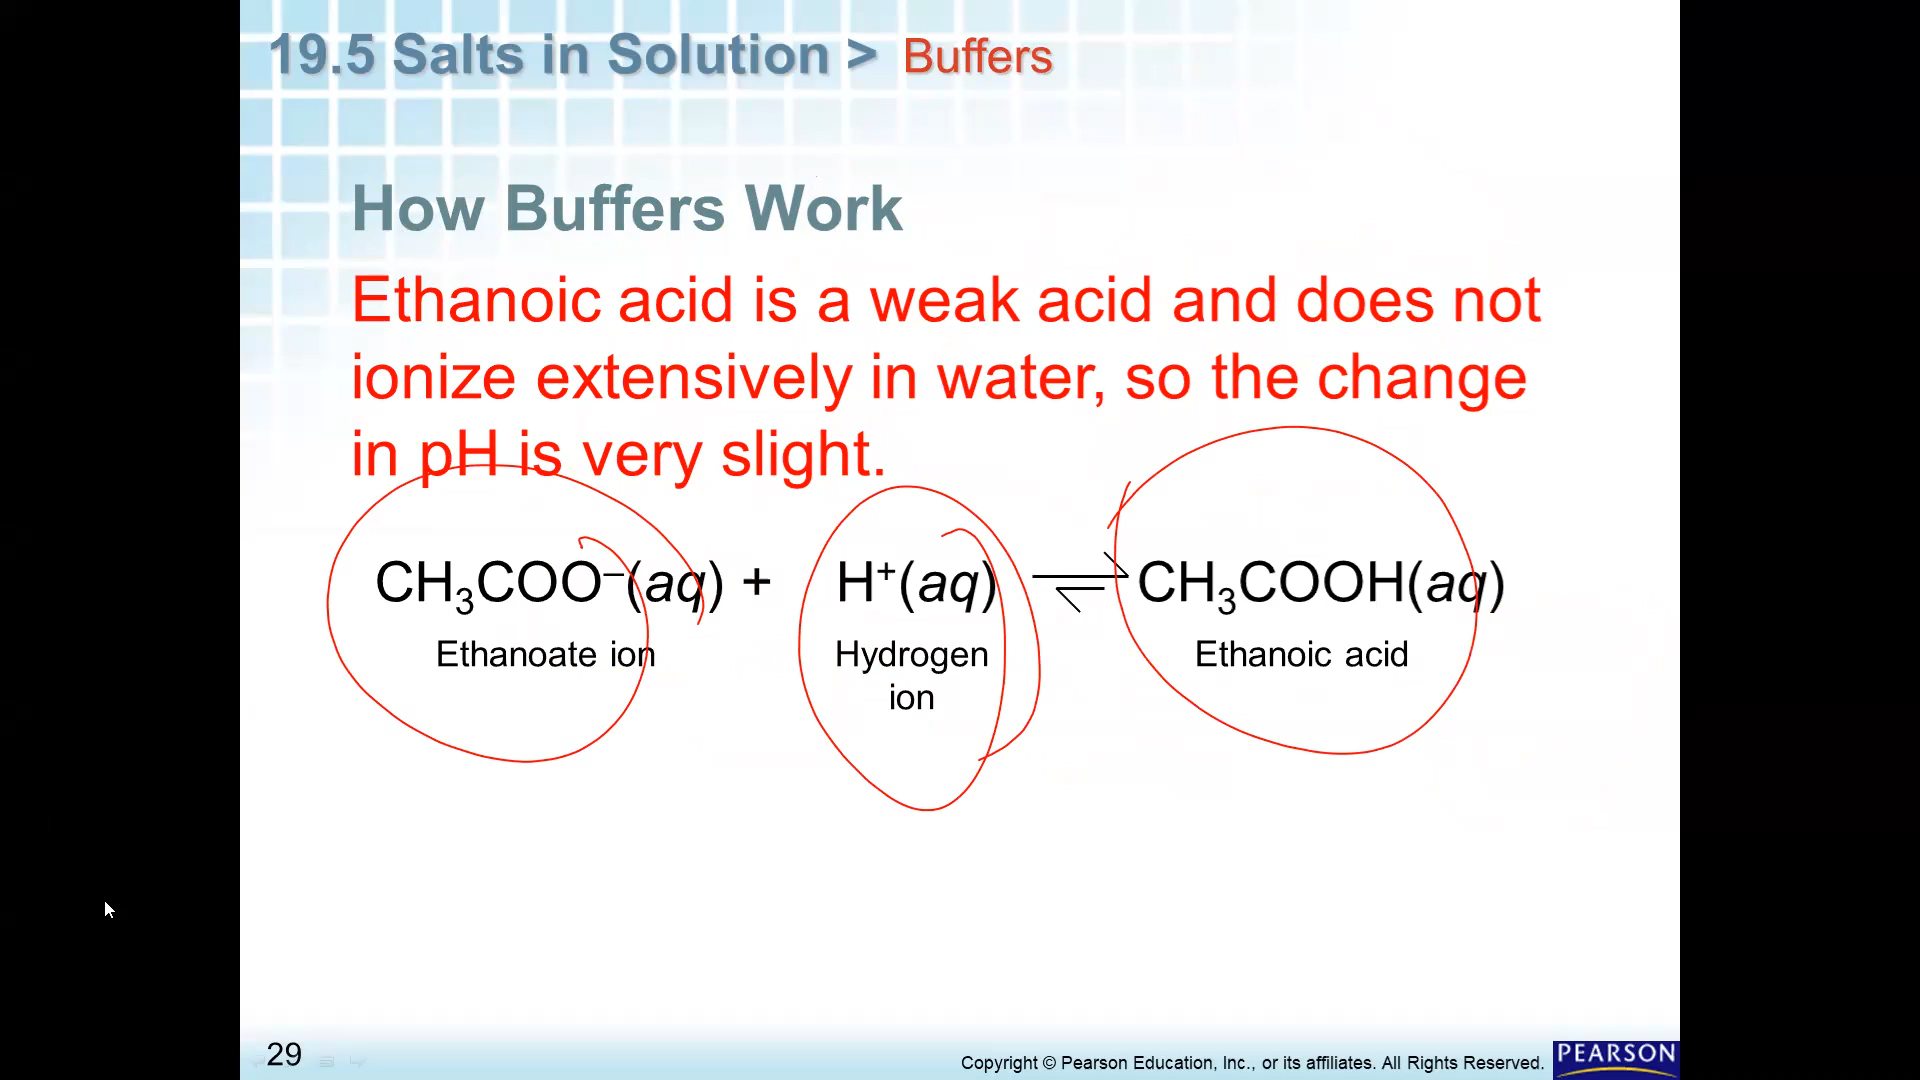 19.5 Salts in Solution > Buffers
How Buffers Work
Ethanoic acid is a weak acid and does not
ionize extensively in water, so the change
in pH is very slight.
CH₃COO⁻(aq) + H⁺(aq) ⇌ CH₃COOH(aq)
Ethanoate ion Hydrogen Ethanoic acid
ion
29
Copyright © Pearson Education, Inc., or its affiliates. All Rights Reserved.
PEARSON